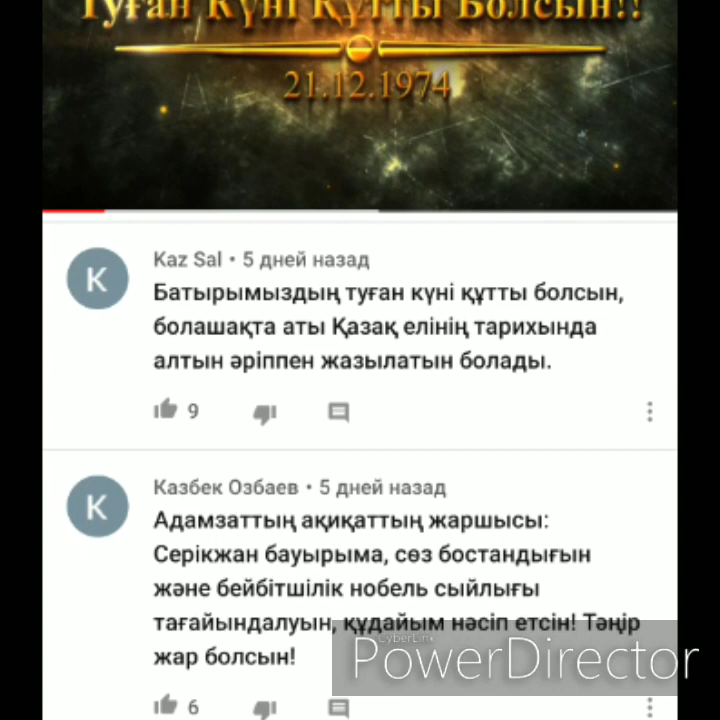 Туған Күні Құтты Болсын!!
21.12.1974
Kaz Sal • 5 дней назад
К
Батырымыздың туған күні құтты болсын,
болашақта аты Қазақ елінің тарихында
алтын әріппен жазылатын болады.
9
Казбек Озбаев • 5 дней назад
К
Адамзаттың ақиқаттың жаршысы:
Серікжан бауырыма, сөз бостандығын
және бейбітшілік нобель сыйлығы
тағайындалуын, құдайым нәсіп етсін! Тәңір
жар болсын!
CyberLink
PowerDirector
6